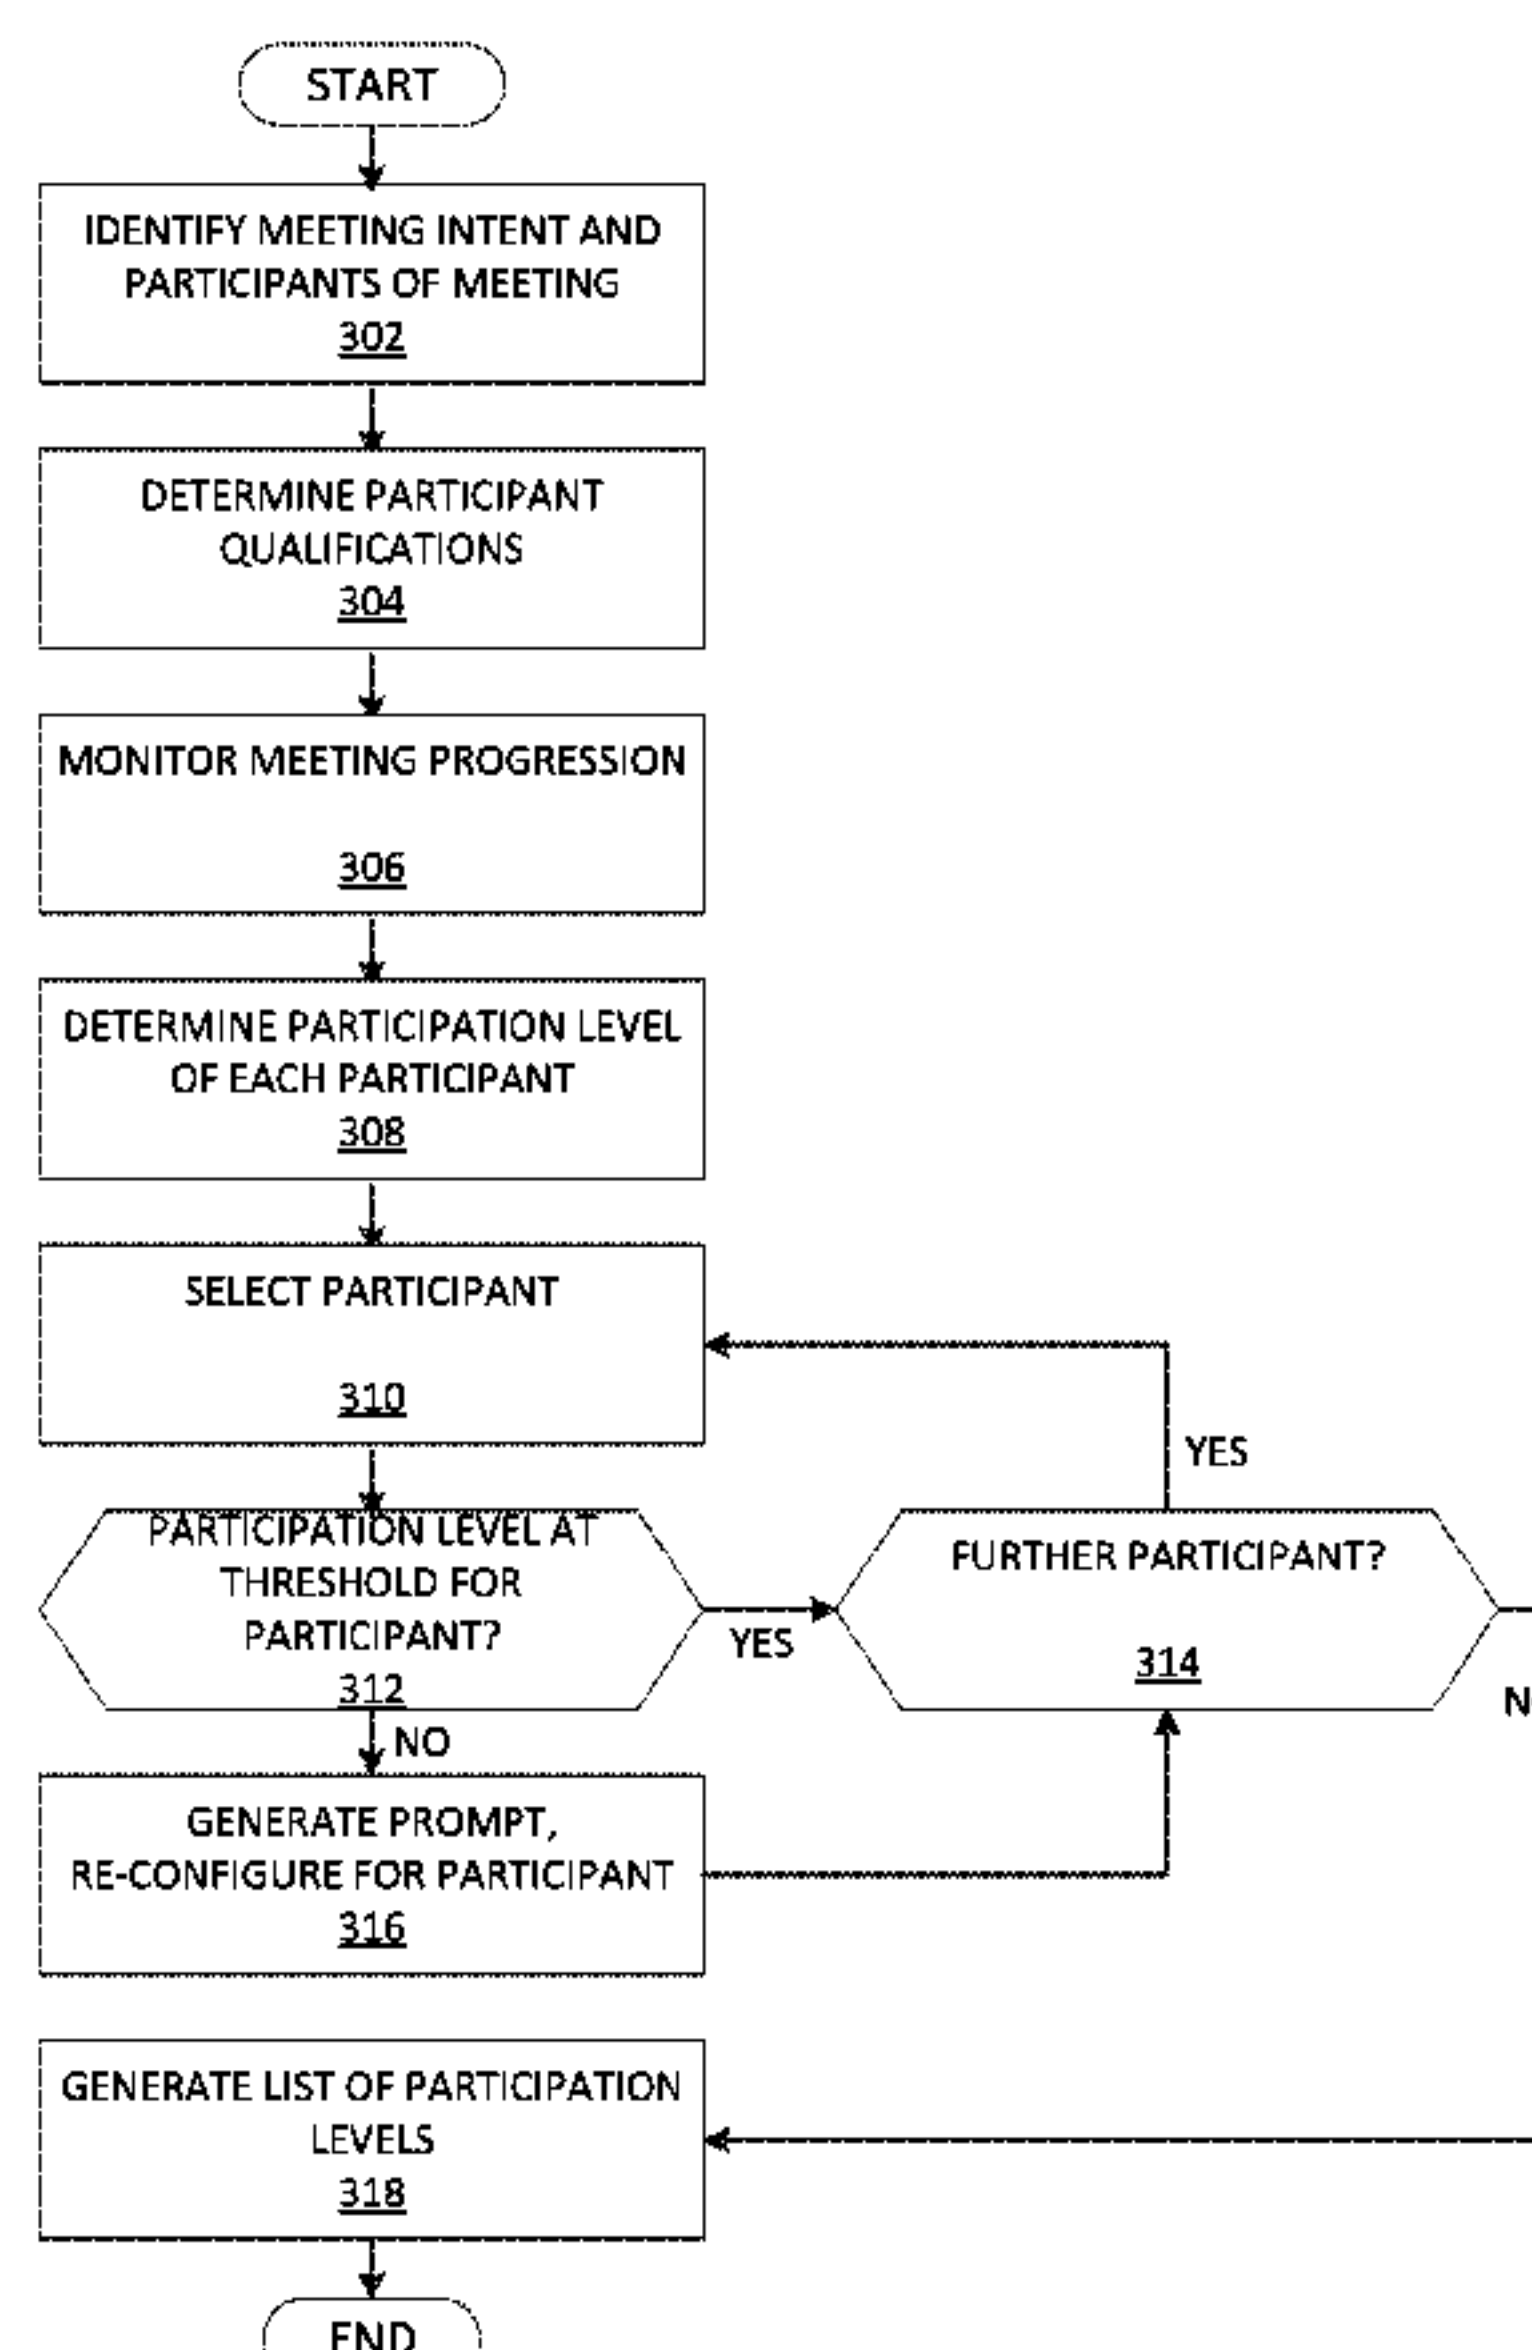 START
IDENTIFY MEETING INTENT AND
PARTICIPANTS OF MEETING
302
DETERMINE PARTICIPANT
QUALIFICATIONS
304
MONITOR MEETING PROGRESSION
306
DETERMINE PARTICIPATION LEVEL
OF EACH PARTICIPANT
308
SELECT PARTICIPANT
310
YES
PARTICIPATION LEVEL AT
THRESHOLD FOR
PARTICIPANT?
312
YES
FURTHER PARTICIPANT?
314
N
NO
GENERATE PROMPT,
RE-CONFIGURE FOR PARTICIPANT
316
GENERATE LIST OF PARTICIPATION
LEVELS
318
END